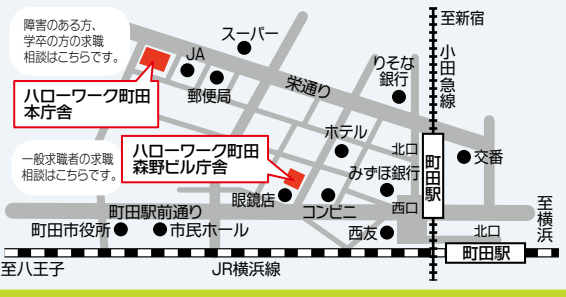 障害のある方、
学卒の方の求職
相談はこちらです。
スーパー
至新宿
小田急線
JA
郵便局
栄通り
りそな
銀行
ハローワーク町田
本庁舎
ホテル
北口
一般求職者の求職
相談はこちらです。
ハローワーク町田
森野ビル庁舎
みずほ銀行
町田駅
交番
眼鏡店
コンビニ
西口
町田駅前通り
町田市役所
市民ホール
西友
北口
至横浜
町田駅
至八王子
JR横浜線